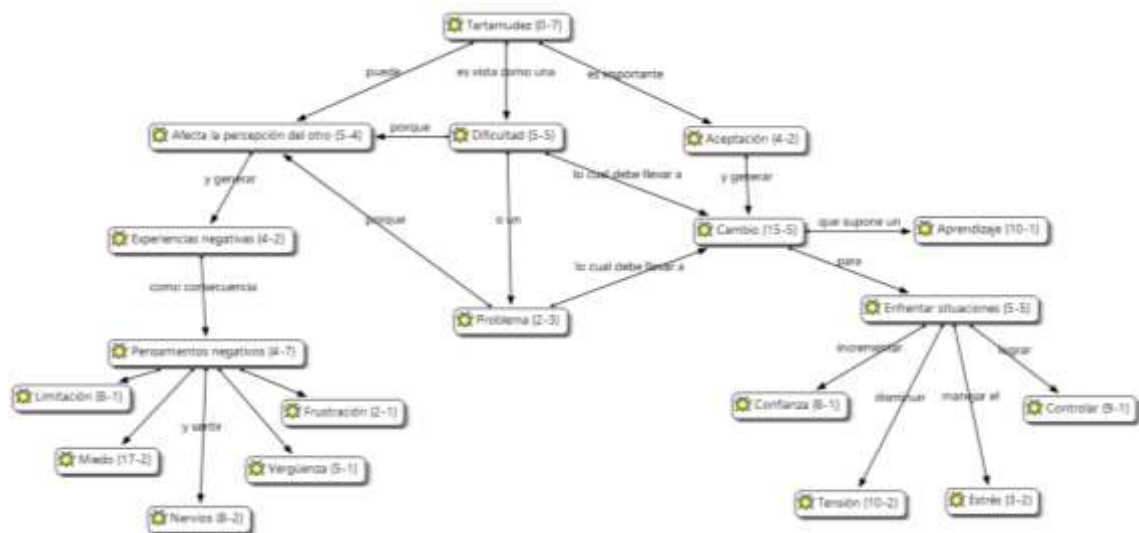 Tartamudez {0-7}
puede
es vista como una
es importante
Afecta la percepción del otro {5-4}
porque
Dificultad {5-5}
Aceptación {4-2}
y generar
lo cual debe llevar a
y generar
porque
o un
Experiencias negativas {4-2}
Cambio {15-5}
que supone un
Aprendizaje {10-1}
como consecuencia
lo cual debe llevar a
para
Problema {2-3}
Enfrentar situaciones {5-5}
Pensamientos negativos {4-7}
incrementar
lograr
Limitación {8-1}
Frustración {2-1}
Confianza {6-1}
disminuir
manejar el
Controlar {9-1}
y sentir
Miedo {17-2}
Vergüenza {5-1}
Nervios {8-2}
Tensión {10-2}
Estrés {3-2}